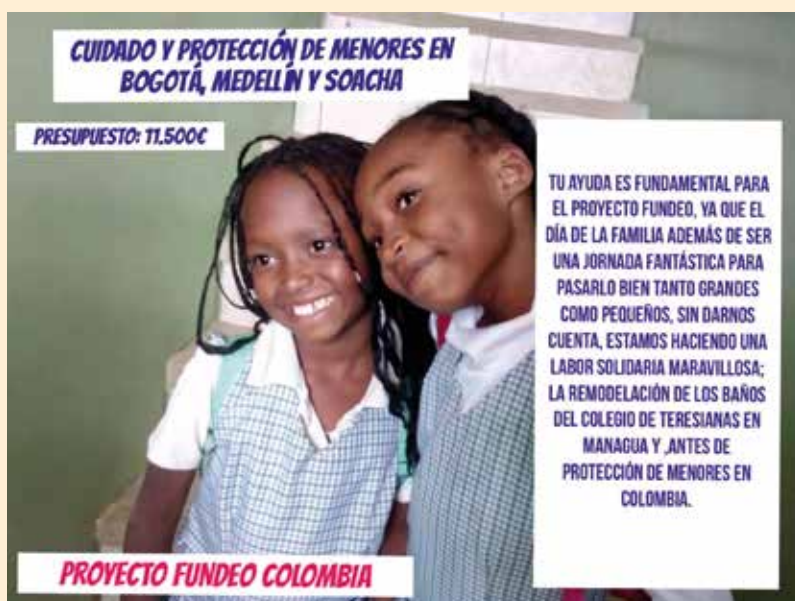 CUIDADO Y PROTECCIÓN DE MENORES EN
BOGOTÁ, MEDELLÍN Y SOACHA
PRESUPUESTO: 11.500€
TU AYUDA ES FUNDAMENTAL PARA
EL PROYECTO FUNDEO, YA QUE EL
DÍA DE LA FAMILIA ADEMÁS DE SER
UNA JORNADA FANTÁSTICA PARA
PASARLO BIEN TANTO GRANDES
COMO PEQUEÑOS, SIN DARNOS
CUENTA, ESTAMOS HACIENDO UNA
LABOR SOLIDARIA MARAVILLOSA;
LA REMODELACIÓN DE LOS BAÑOS
DEL COLEGIO DE TERESIANAS EN
MANAGUA Y ,ANTES DE
PROTECCIÓN DE MENORES EN
COLOMBIA.
PROYECTO FUNDEO COLOMBIA